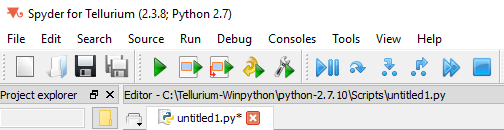 Spyder for Tellurium (2.3.8; Python 2.7)
File Edit Search Source Run Debug Consoles Tools View Help
Project explorer Editor - C:\Tellurium-Winpython\python-2.7.10\Scripts\untitled1.py
untitled1.py*